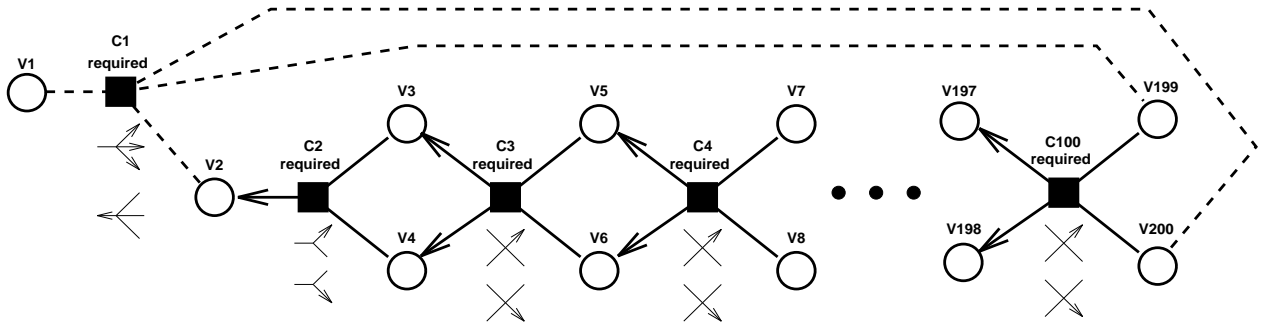 C1
required
V1
V3
V5
V7
V197
V199
C2
required
C3
required
C4
required
C100
required
V2
V4
V6
V8
V198
V200